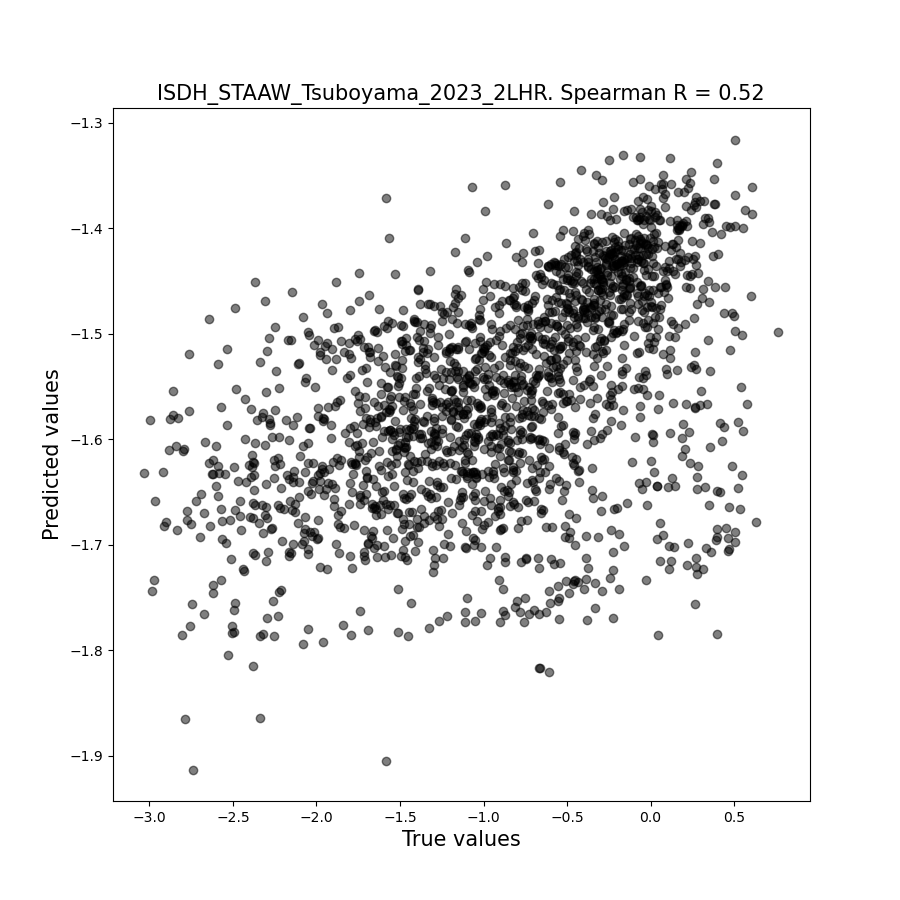 ISDH_STAAW_Tsuboyama_2023_2LHR. Spearman R = 0.52
Predicted values
−1.3
−1.4
−1.5
−1.6
−1.7
−1.8
−1.9
−3.0 −2.5 −2.0 −1.5 −1.0 −0.5 0.0 0.5
True values